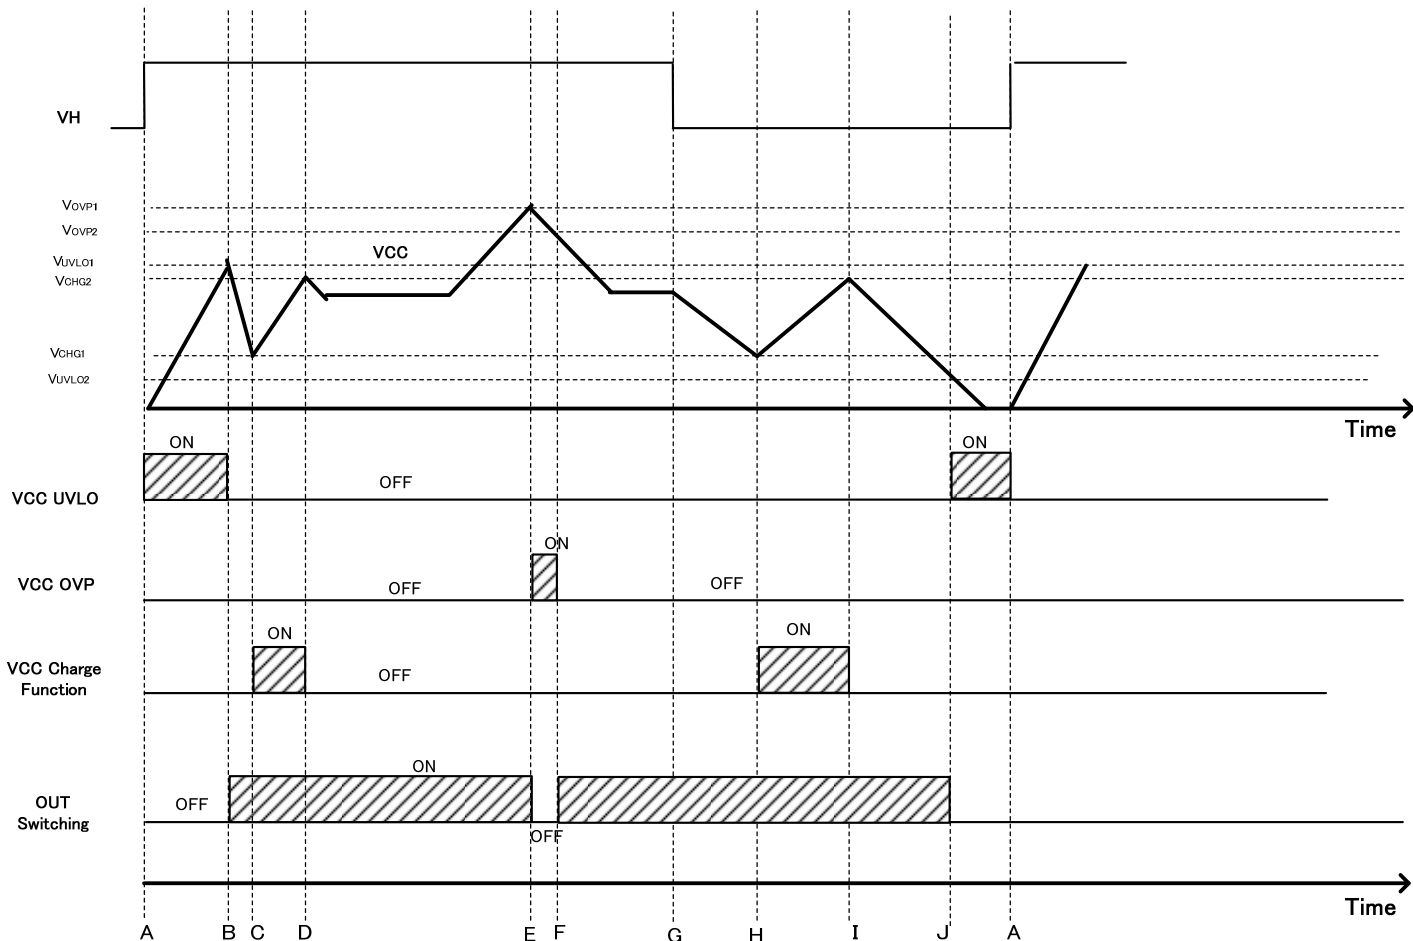 VH
VOVP1
VOVP2
VCC
VUVLO1
VCHG2
VCHG1
VUVLO2
Time
ON
ON
OFF
VCC UVLO
ON
VCC OVP
OFF
OFF
ON
ON
VCC Charge
Function
OFF
ON
OUT
Switching
OFF
OFF
Time
A B C D E F G H I J A